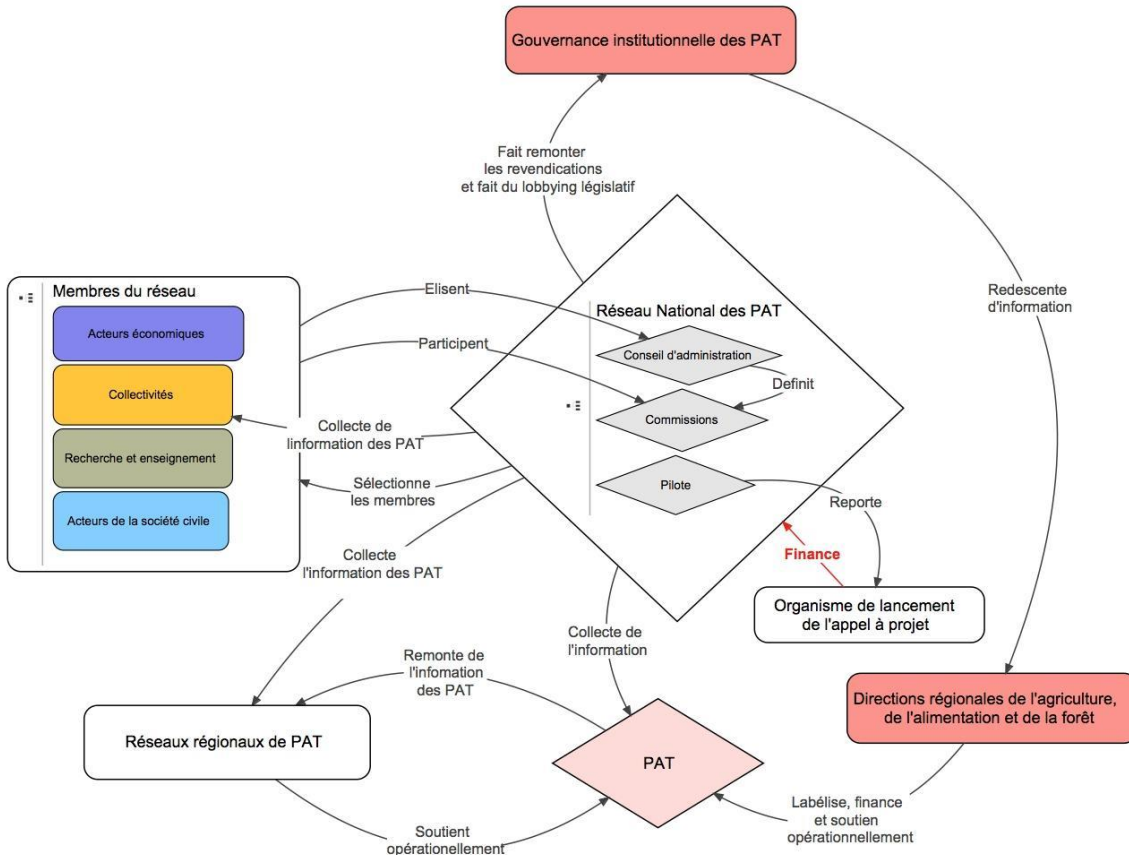 Gouvernance institutionnelle des PAT
Fait remonter
les revendications
et fait du lobbying législatif
Redescente
d'information
Membres du réseau
Acteurs économiques
Collectivités
Recherche et enseignement
Acteurs de la société civile
Elisent
Participent
Collecte de
linformation des PAT
Sélectionne
les membres
Collecte
l'information des PAT
Réseau National des PAT
Conseil d'administration
Definit
Commissions
Pilote
Reporte
Finance
Organisme de lancement
de l'appel à projet
Collecte de
l'information
Remonte de
l'infomation
des PAT
Réseaux régionaux de PAT
PAT
Directions régionales de l'agriculture,
de l'alimentation et de la forêt
Soutient
opérationellement
Labélise, finance
et soutien
opérationnellement